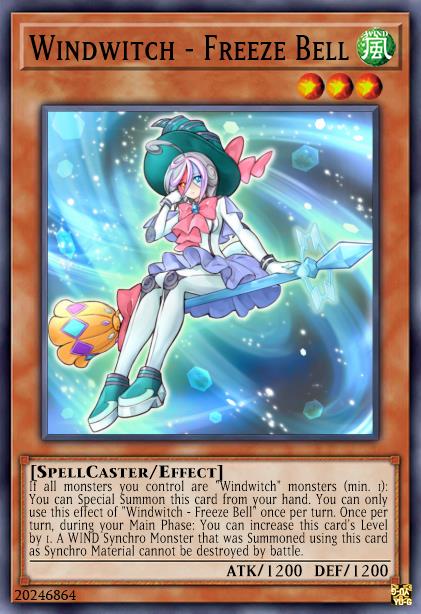 Windwitch - Freeze Bell
WIND
風
[SpellCaster/Effect]
If all monsters you control are "Windwitch" monsters (min. 1):
You can Special Summon this card from your hand. You can only
use this effect of "Windwitch - Freeze Bell" once per turn. Once per
turn, during your Main Phase: You can increase this card's Level
by 1. A WIND Synchro Monster that was Summoned using this card
as Synchro Material cannot be destroyed by battle.
ATK/1200 DEF/1200
20246864